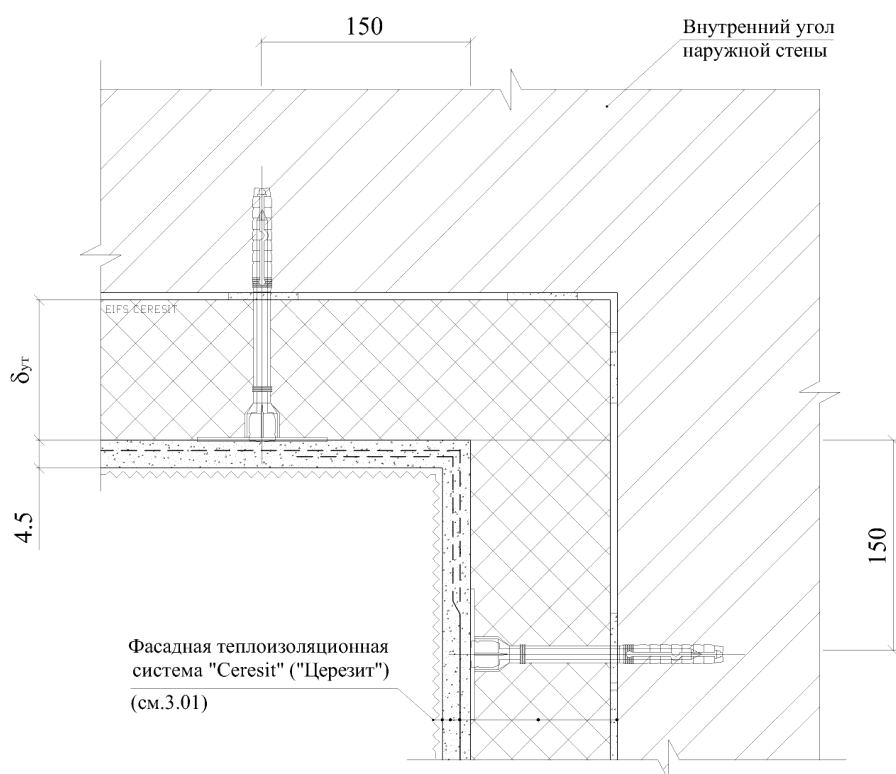 150
Внутренний угол
наружной стены
EIFS CERESIT
δут
4.5
150
Фасадная теплоизоляционная
система "Ceresit" ("Церезит")
(см.3.01)